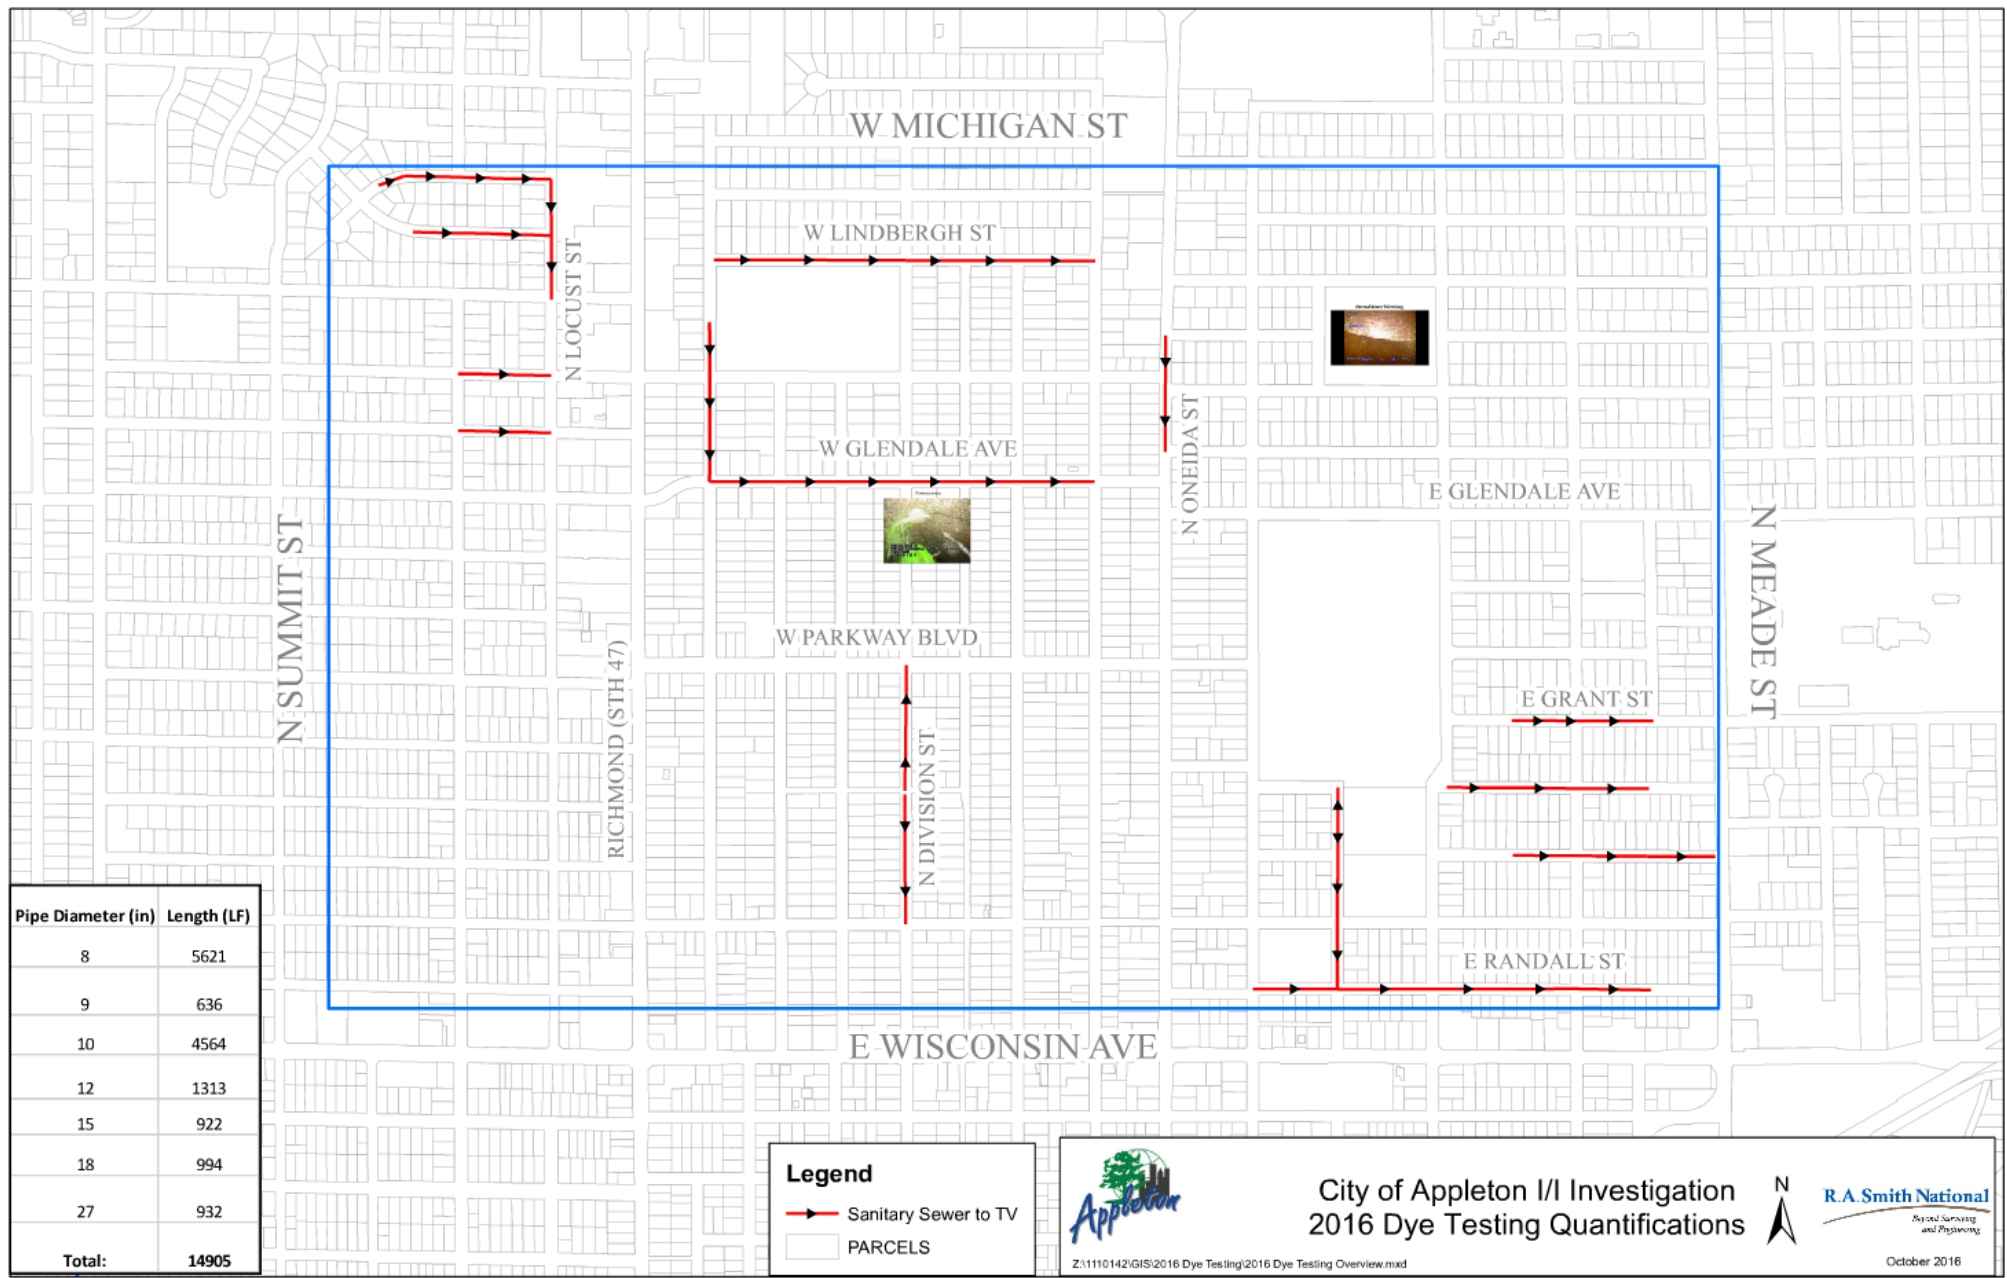 W MICHIGAN ST
W LINDBERGH ST
N LOCUST ST
W GLENDALE AVE
N ONEIDA ST
E GLENDALE AVE
N SUMMIT ST
N MEADE ST
W PARKWAY BLVD
RICHMOND (STH 47)
E GRANT ST
N DIVISION ST
E RANDALL ST
E WISCONSIN AVE
Pipe Diameter (in) Length (LF)
8 5621
9 636
10 4564
12 1313
15 922
18 994
27 932
Total: 14905
Legend
Sanitary Sewer to TV
PARCELS
Appleton
City of Appleton I/I Investigation
2016 Dye Testing Quantifications
Z:\1110142\GIS\2016 Dye Testing\2016 Dye Testing Overview.mxd
N
R.A.Smith National
Beyond Surveying
and Engineering
October 2016